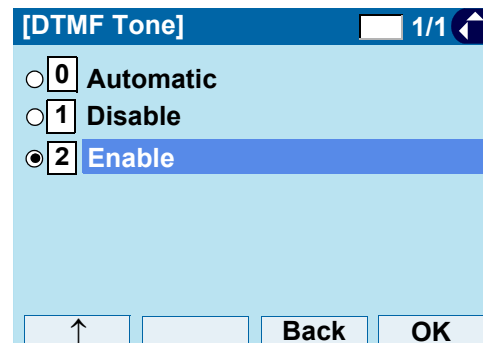 [DTMF Tone] 1/1
0 Automatic
1 Disable
2 Enable
↑ Back OK